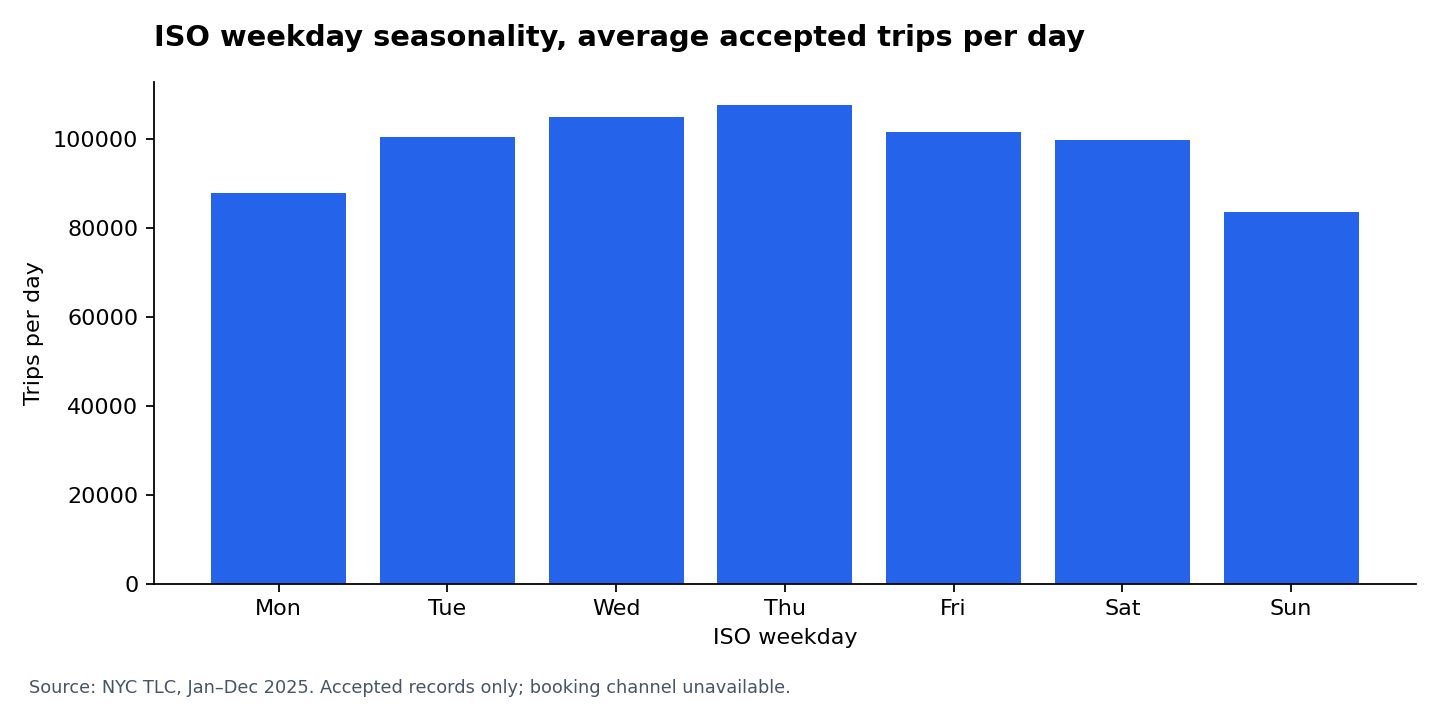 ISO weekday seasonality, average accepted trips per day
Trips per day
100000
80000
60000
40000
20000
0
Mon Tue Wed Thu Fri Sat Sun
ISO weekday
Source: NYC TLC, Jan–Dec 2025. Accepted records only; booking channel unavailable.